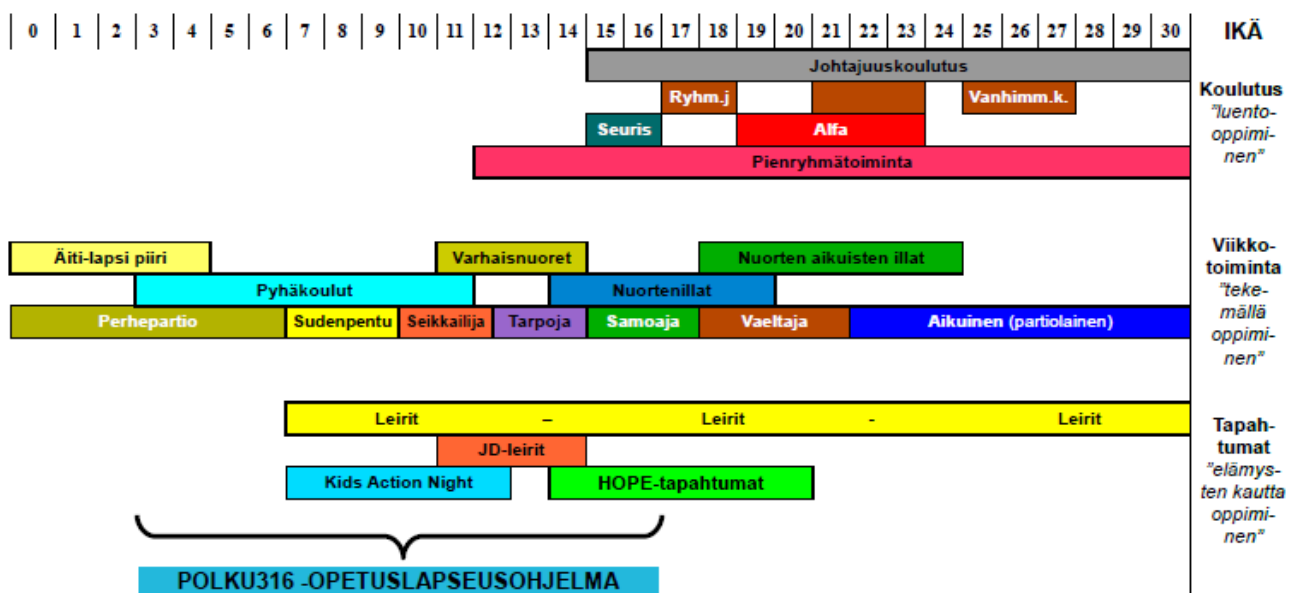 0 1 2 3 4 5 6 7 8 9 10 11 12 13 14 15 16 17 18 19 20 21 22 23 24 25 26 27 28 29 30 IKÄ
Johtajuuskoulutus
Ryhm.j Vanhimm.k.
Seuris Alfa
Pienryhmätoiminta
Koulutus
"luento-
oppimi-
nen"
Äiti-lapsi piiri Varhaisnuoret Nuorten aikuisten illat
Pyhäkoulut Nuortenillat
Perhepartio Sudenpentu Seikkailija Tarpoja Samoaja Vaeltaja Aikuinen (partiolainen)
Viikko-
toiminta
"teke-
mällä
oppimi-
nen"
Leirit – Leirit - Leirit
JD-leirit
Kids Action Night HOPE-tapahtumat
Tapah-
tumat
"elämys-
ten kautta
oppimi-
nen"
POLKU316 -OPETUSLAPSEUSOHJELMA